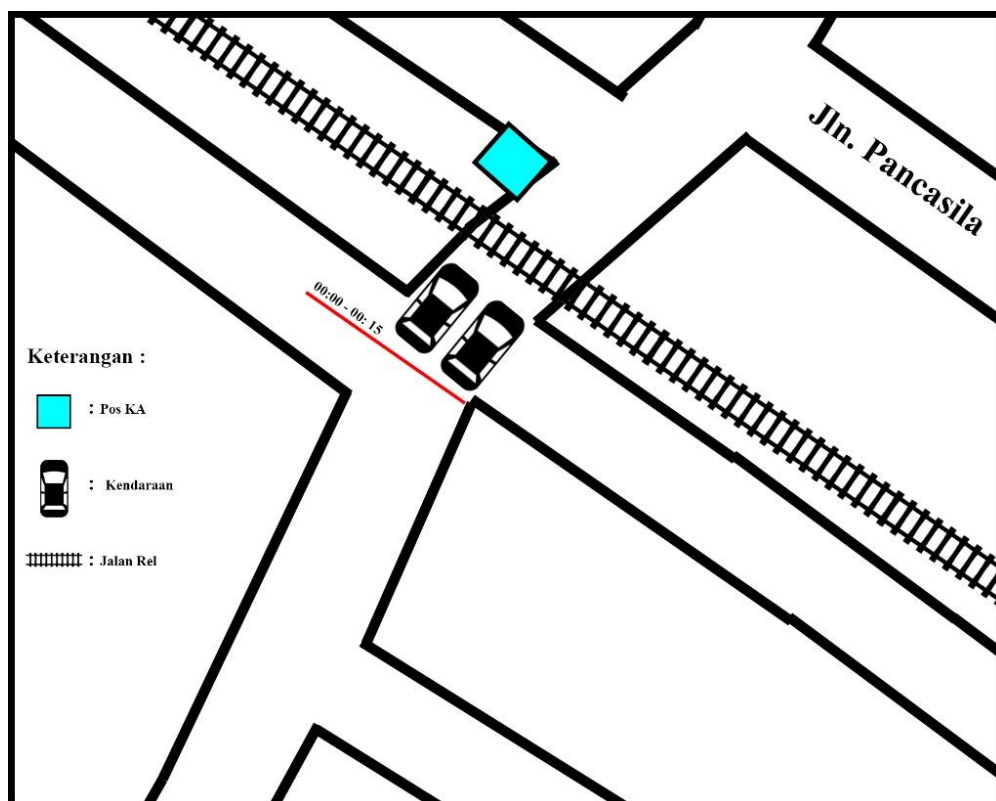 Jln. Pancasila
00:00 - 00: 15
Keterangan :
: Pos KA
: Kendaraan
: Jalan Rel